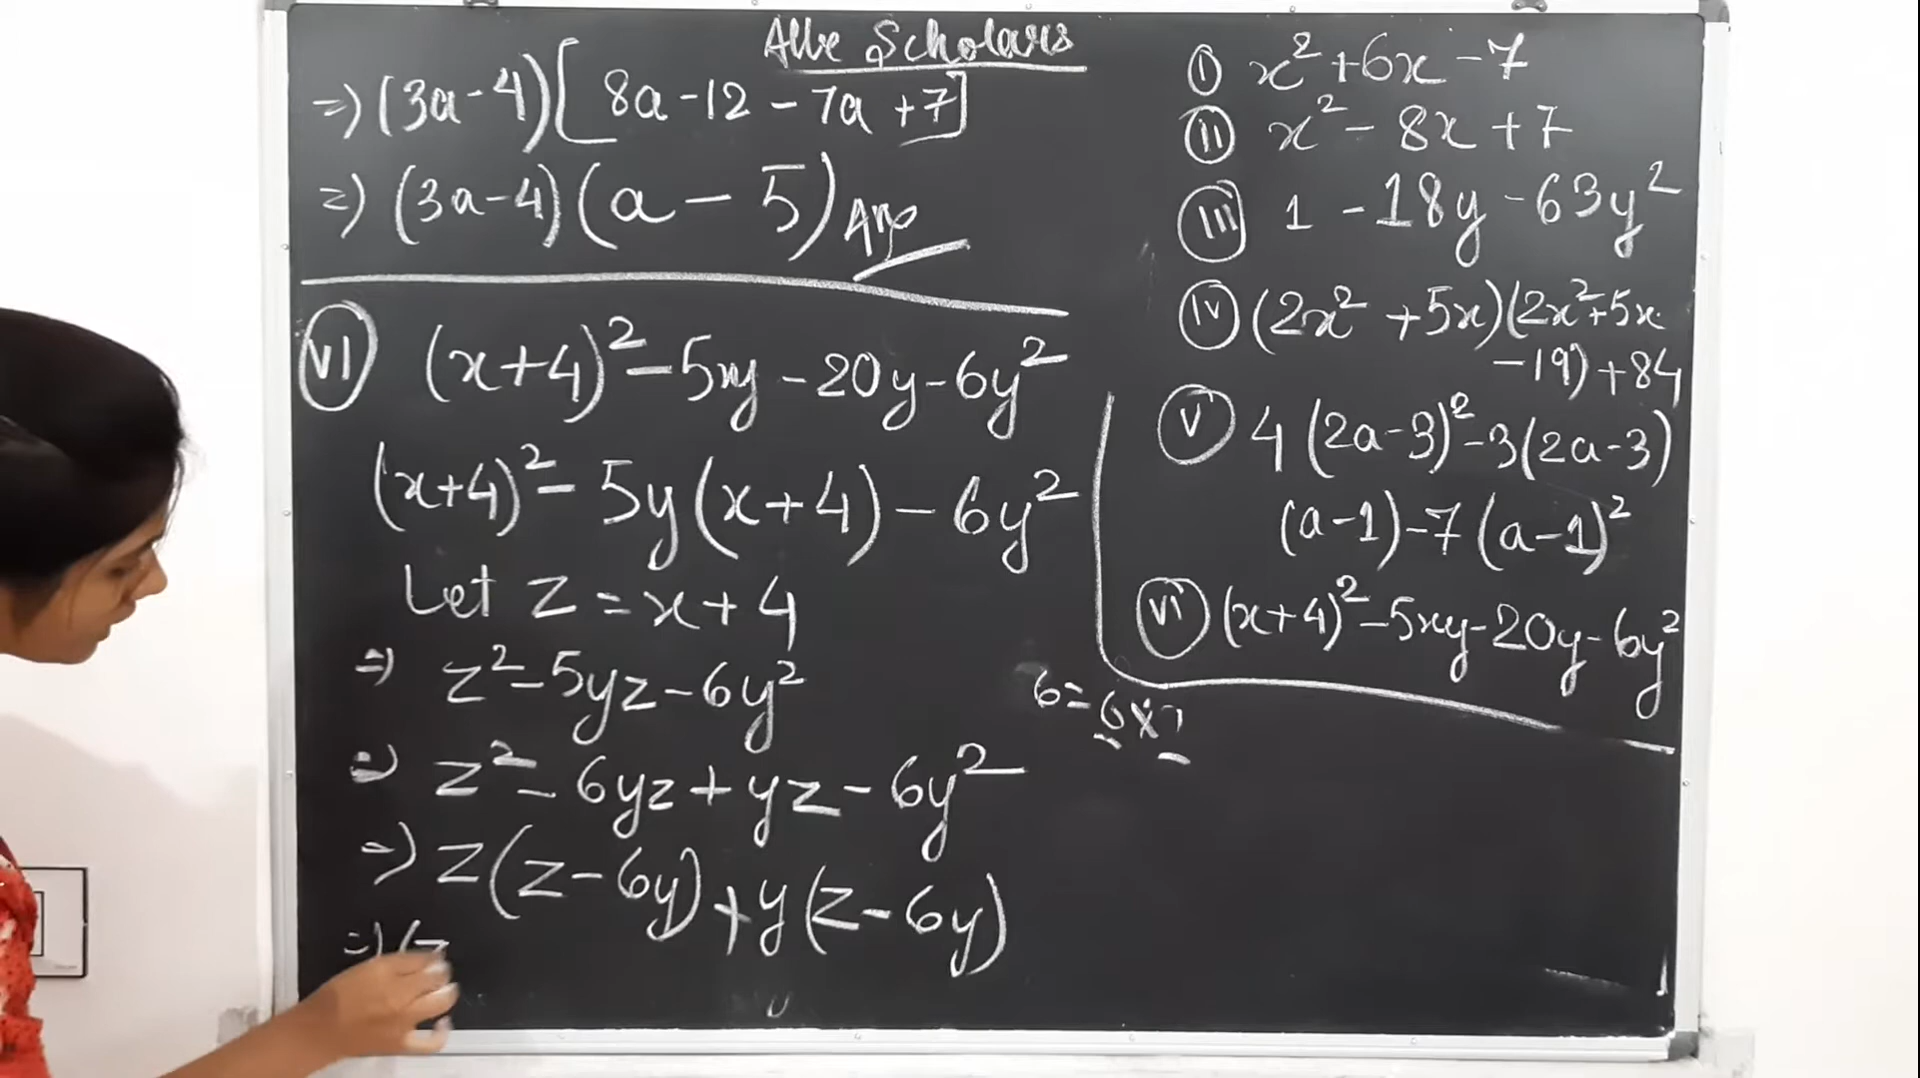 Alve Scholars
⇒ (3a-4)[8a-12-7a+7]
⇒ (3a-4)(a-5) Ans
(vi) (x+4)²-5xy-20y-6y²
(x+4)²-5y(x+4)-6y²
Let z = x+4
⇒ z²-5yz-6y²
⇒ z²-6yz+yz-6y²
⇒ z(z-6y)+y(z-6y)
⇒ (z
(i) x²+6x-7
(ii) x²-8x+7
(iii) 1-18y-63y²
(iv) (2x²+5x)(2x²+5x
-19)+84
(v) 4(2a-3)²-3(2a-3)
(a-1)-7(a-1)²
(vi) (x+4)²-5xy-20y-6y²
6=6×